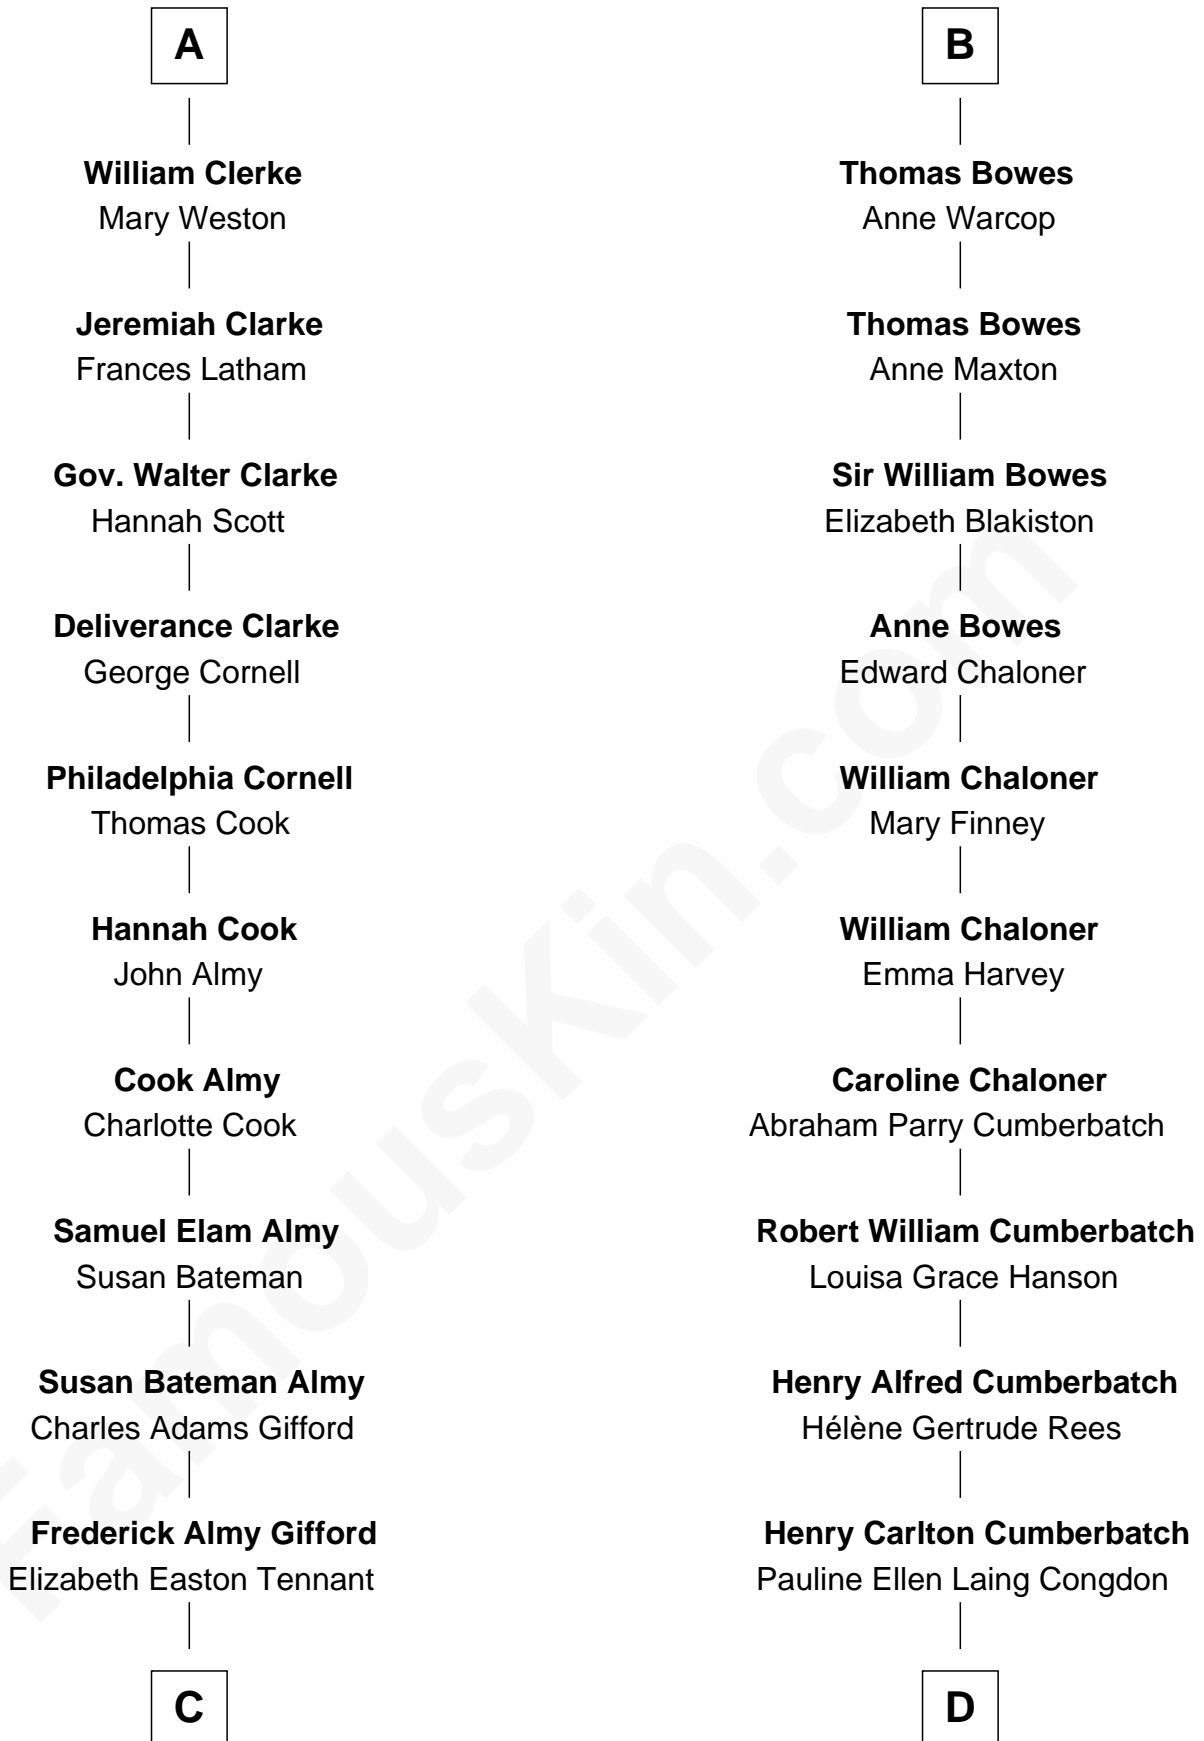 A
William Clerke
Mary Weston
Jeremiah Clarke
Frances Latham
Gov. Walter Clarke
Hannah Scott
Deliverance Clarke
George Cornell
Philadelphia Cornell
Thomas Cook
Hannah Cook
John Almy
Cook Almy
Charlotte Cook
Samuel Elam Almy
Susan Bateman
Susan Bateman Almy
Charles Adams Gifford
Frederick Almy Gifford
Elizabeth Easton Tennant
C
B
Thomas Bowes
Anne Warcop
Thomas Bowes
Anne Maxton
Sir William Bowes
Elizabeth Blakiston
Anne Bowes
Edward Chaloner
William Chaloner
Mary Finney
William Chaloner
Emma Harvey
Caroline Chaloner
Abraham Parry Cumberbatch
Robert William Cumberbatch
Louisa Grace Hanson
Henry Alfred Cumberbatch
Hélène Gertrude Rees
Henry Carlton Cumberbatch
Pauline Ellen Laing Congdon
D
FamousKin.com